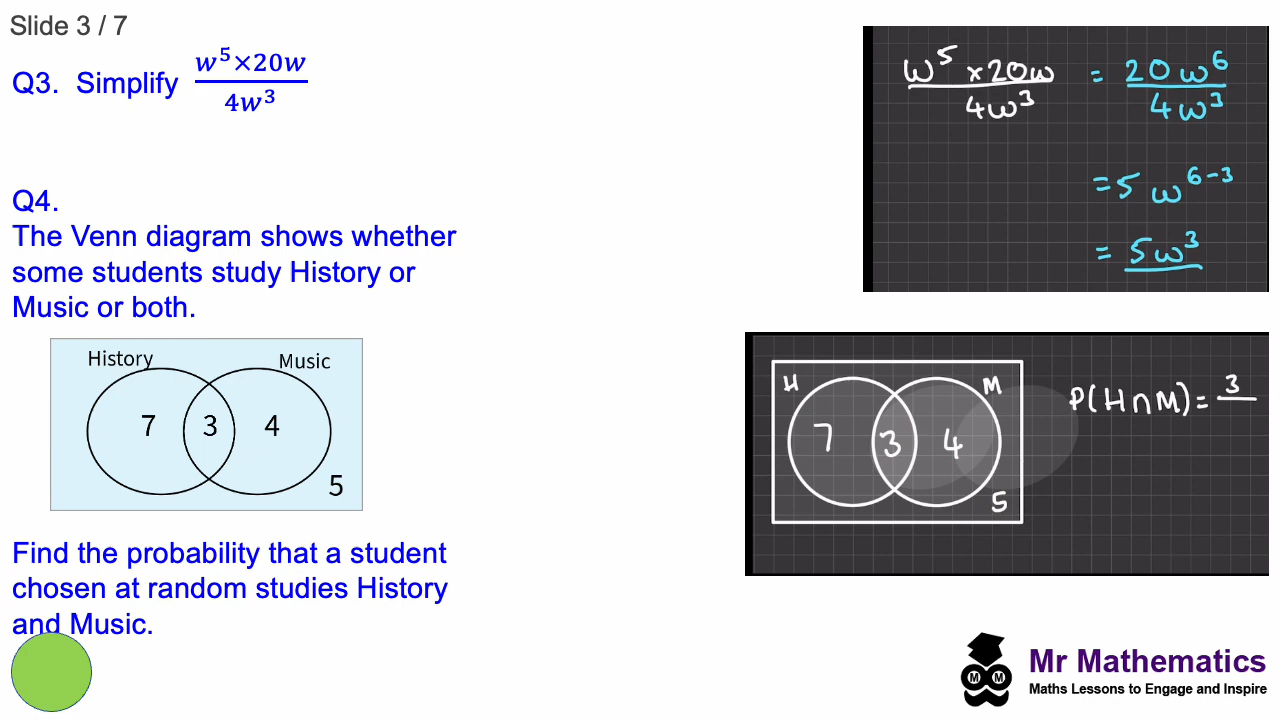 Slide 3 / 7
Q3. Simplify w⁵×20w / 4w³
Q4.
The Venn diagram shows whether
some students study History or
Music or both.
History
Music
7
3
4
5
Find the probability that a student
chosen at random studies History
and Music.
w⁵ ×20w / 4w³ = 20w⁶ / 4w³
= 5 w⁶⁻³
= 5w³
H
M
7
3
4
5
P(H∩M) = 3
M M
Mr Mathematics
Maths Lessons to Engage and Inspire